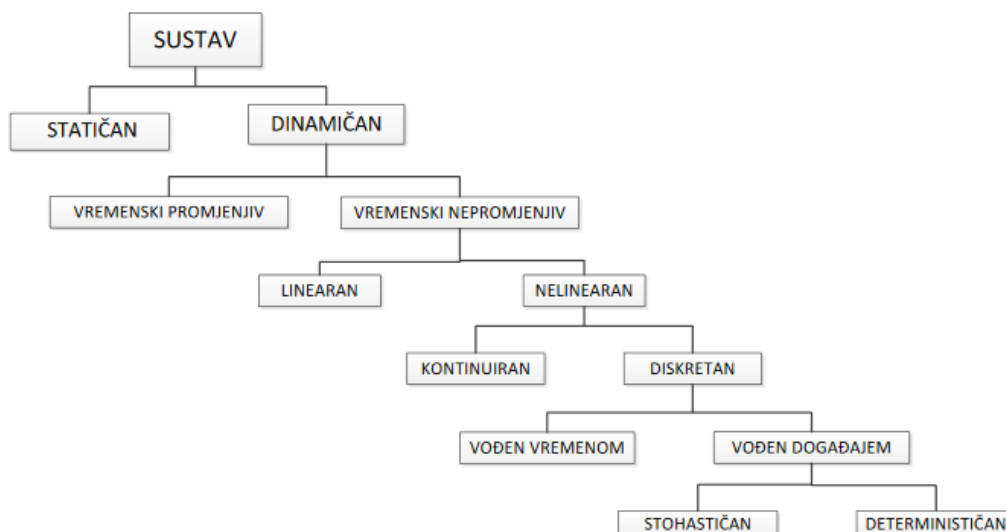 SUSTAV
STATIČAN
DINAMIČAN
VREMENSKI PROMJENJIV
VREMENSKI NEPROMJENJIV
LINEARAN
NELINEARAN
KONTINUIRAN
DISKRETAN
VOĐEN VREMENOM
VOĐEN DOGAĐAJEM
STOHASTIČAN
DETERMINISTIČAN